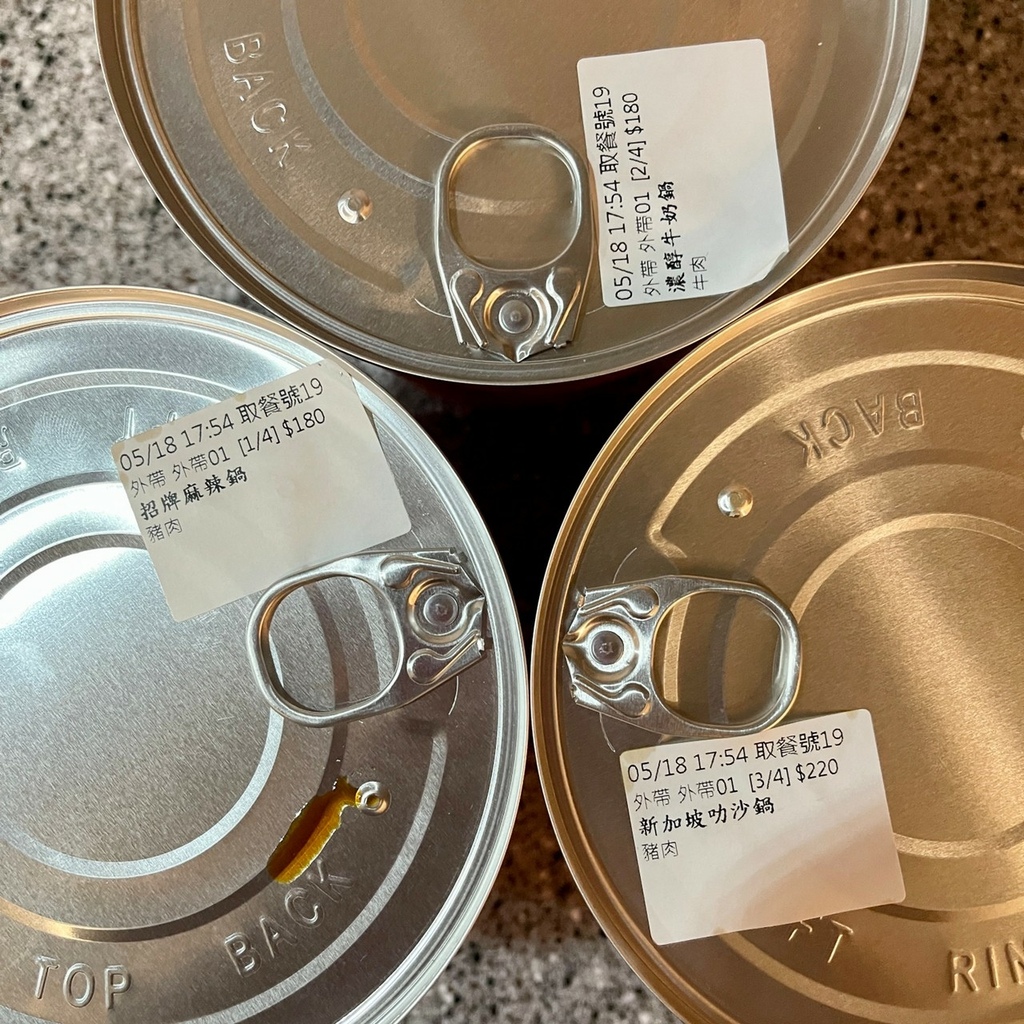 BACK
05/18 17:54 取餐號19
外帶 外帶01 [2/4] $180
濃醇牛奶鍋
牛肉
05/18 17:54 取餐號19
外帶 外帶01 [1/4] $180
招牌麻辣鍋
豬肉
BACK
TOP
BACK
05/18 17:54 取餐號19
外帶 外帶01 [3/4] $220
新加坡叻沙鍋
豬肉